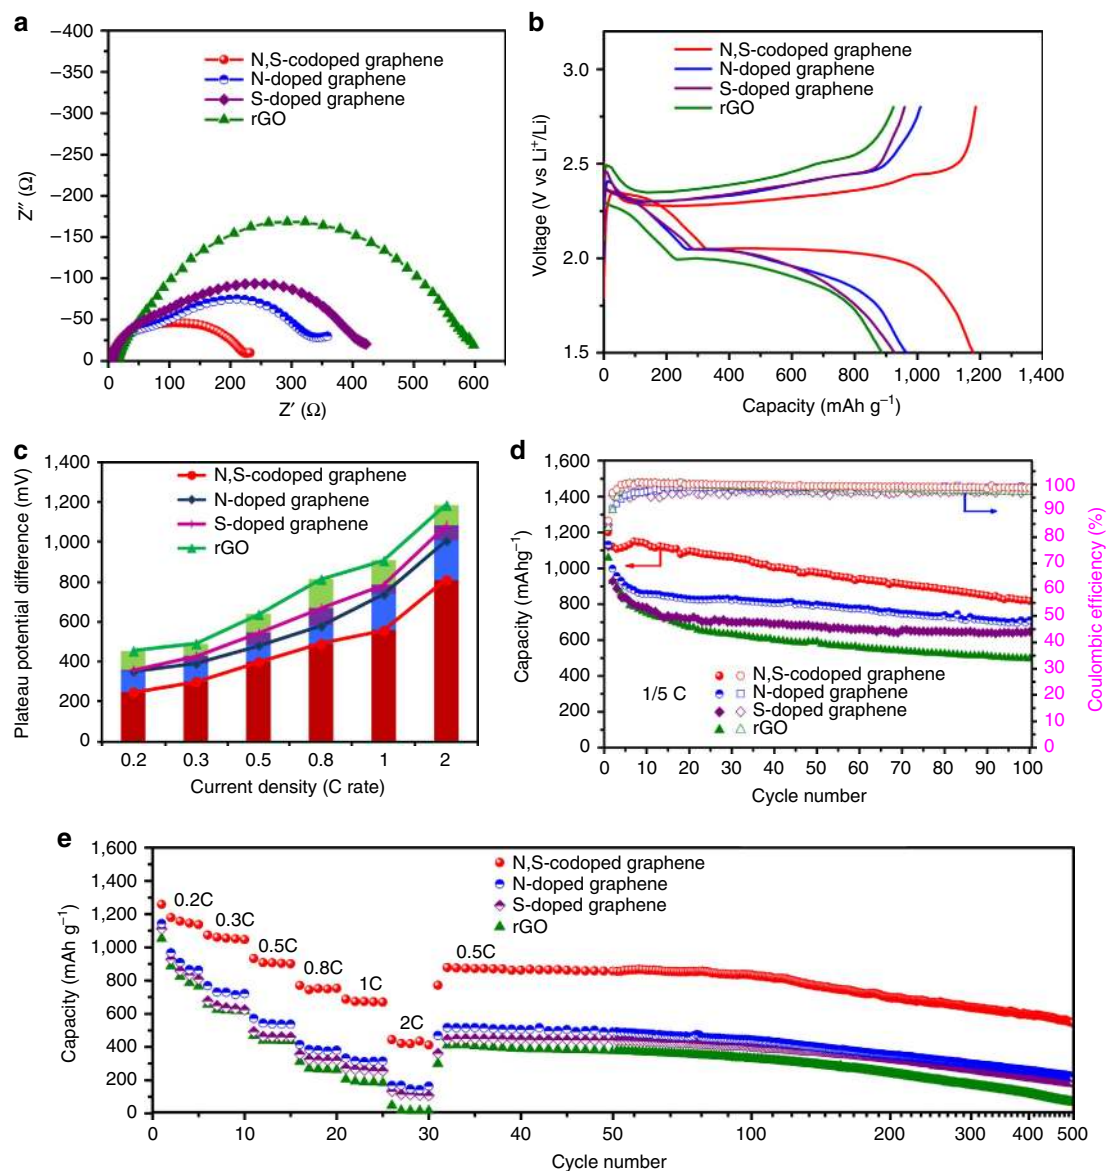 a
−400
−350
−300
−250
−200
−150
−100
−50
0
Z″ (Ω)
N,S-codoped graphene
N-doped graphene
S-doped graphene
rGO
0 100 200 300 400 500 600
Z′ (Ω)
b
3.0
2.5
2.0
1.5
Voltage (V vs Li⁺/Li)
N,S-codoped graphene
N-doped graphene
S-doped graphene
rGO
0 200 400 600 800 1,000 1,200 1,400
Capacity (mAh g⁻¹)
c
1,400
1,200
1,000
800
600
400
200
0
Plateau potential difference (mV)
N,S-codoped graphene
N-doped graphene
S-doped graphene
rGO
0.2 0.3 0.5 0.8 1 2
Current density (C rate)
d
1,600
1,400
1,200
1,000
800
600
400
200
0
Capacity (mAhg⁻¹)
100
90
80
70
60
50
40
30
20
10
0
Coulombic efficiency (%)
1/5 C
N,S-codoped graphene
N-doped graphene
S-doped graphene
rGO
0 10 20 30 40 50 60 70 80 90 100
Cycle number
e
1,600
1,400
1,200
1,000
800
600
400
200
0
Capacity (mAh g⁻¹)
N,S-codoped graphene
N-doped graphene
S-doped graphene
rGO
0.2C
0.3C
0.5C
0.8C
1C
2C
0.5C
0 10 20 30 40 50 100 200 300 400 500
Cycle number